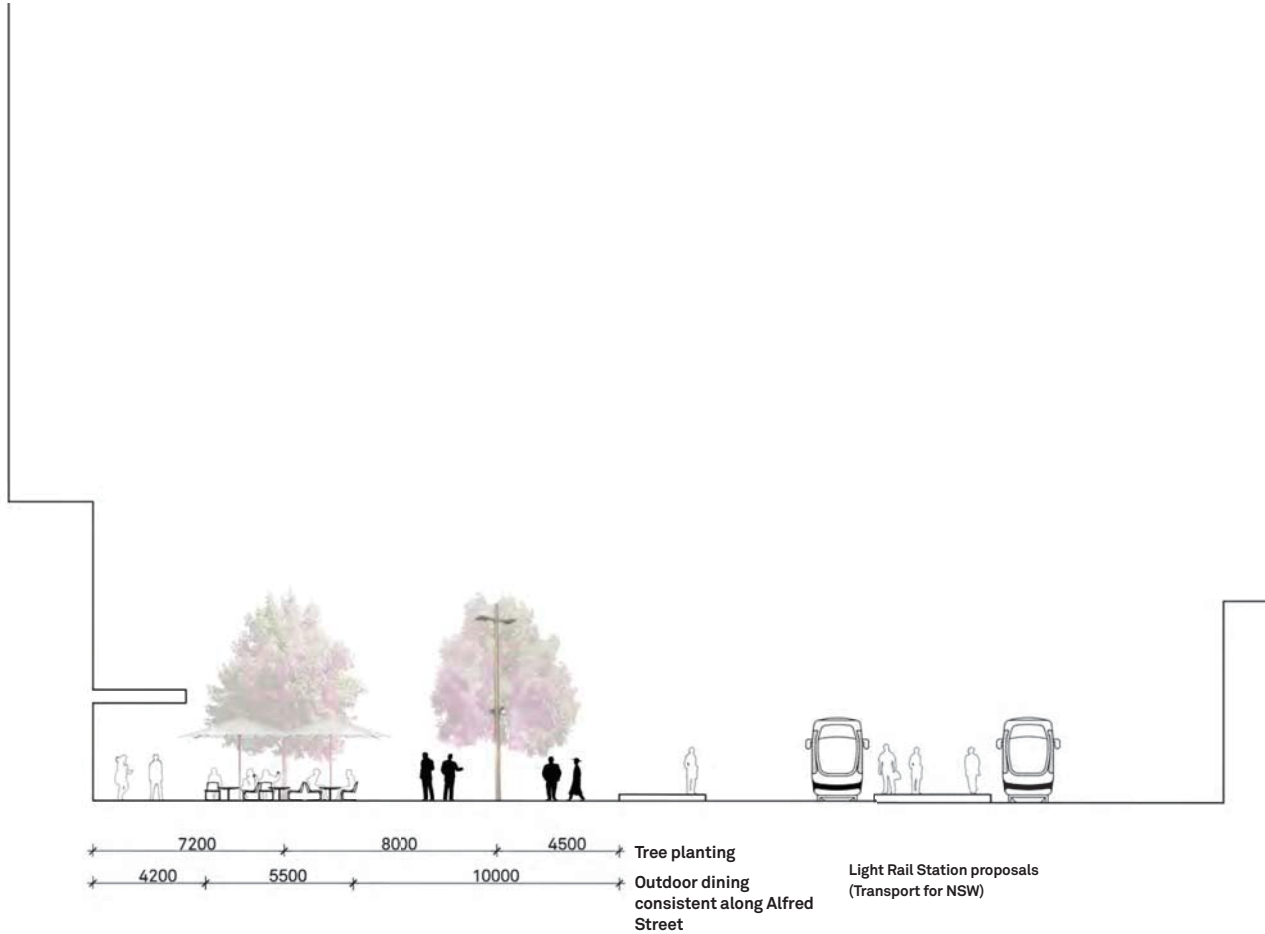 7200 8000 4500 Tree planting
4200 5500 10000 Outdoor dining
consistent along Alfred
Street
Light Rail Station proposals
(Transport for NSW)